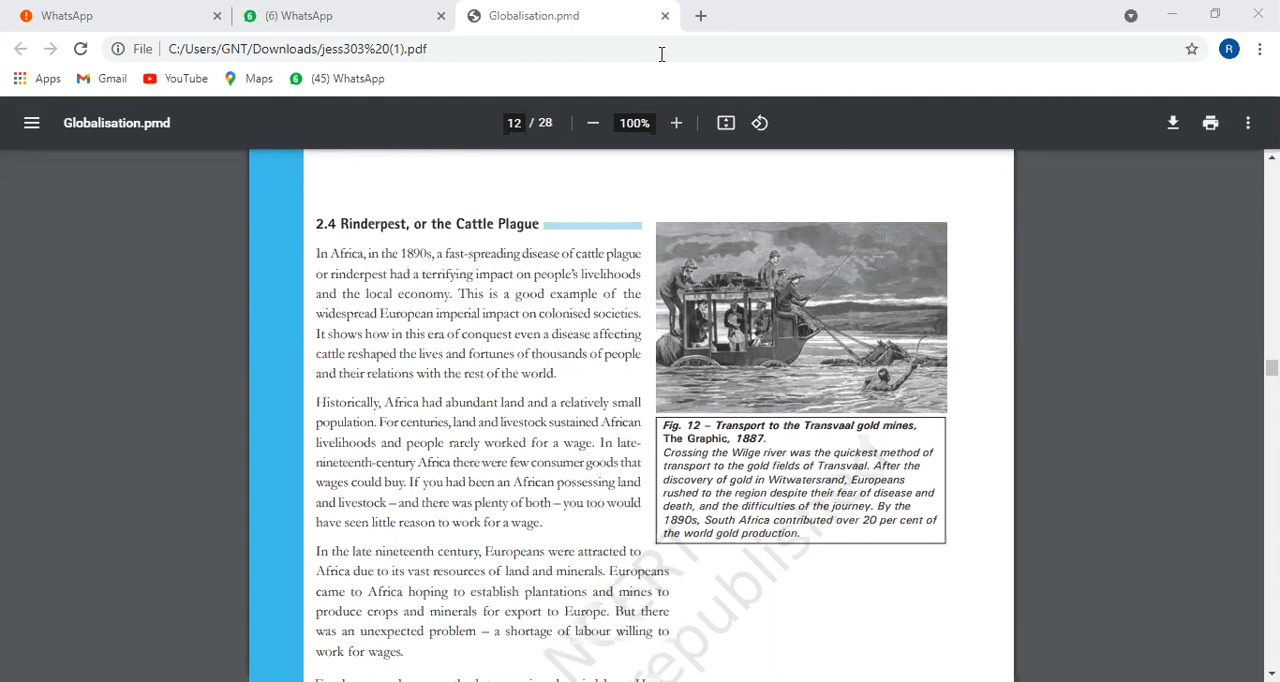 WhatsApp
(6) WhatsApp
Globalisation.pmd
File
C:/Users/GNT/Downloads/jess303%20(1).pdf
R
Apps
Gmail
YouTube
Maps
(45) WhatsApp
Globalisation.pmd
12 / 28
100%
2.4 Rinderpest, or the Cattle Plague
In Africa, in the 1890s, a fast-spreading disease of cattle plague
or rinderpest had a terrifying impact on people's livelihoods
and the local economy. This is a good example of the
widespread European imperial impact on colonised societies.
It shows how in this era of conquest even a disease affecting
cattle reshaped the lives and fortunes of thousands of people
and their relations with the rest of the world.
Historically, Africa had abundant land and a relatively small
population. For centuries, land and livestock sustained African
livelihoods and people rarely worked for a wage. In late-
nineteenth-century Africa there were few consumer goods that
wages could buy. If you had been an African possessing land
and livestock – and there was plenty of both – you too would
have seen little reason to work for a wage.
In the late nineteenth century, Europeans were attracted to
Africa due to its vast resources of land and minerals. Europeans
came to Africa hoping to establish plantations and mines to
produce crops and minerals for export to Europe. But there
was an unexpected problem – a shortage of labour willing to
work for wages.
Fig. 12 – Transport to the Transvaal gold mines,
The Graphic, 1887.
Crossing the Wilge river was the quickest method of
transport to the gold fields of Transvaal. After the
discovery of gold in Witwatersrand, Europeans
rushed to the region despite their fear of disease and
death, and the difficulties of the journey. By the
1890s, South Africa contributed over 20 per cent of
the world gold production.
NCERT
republish